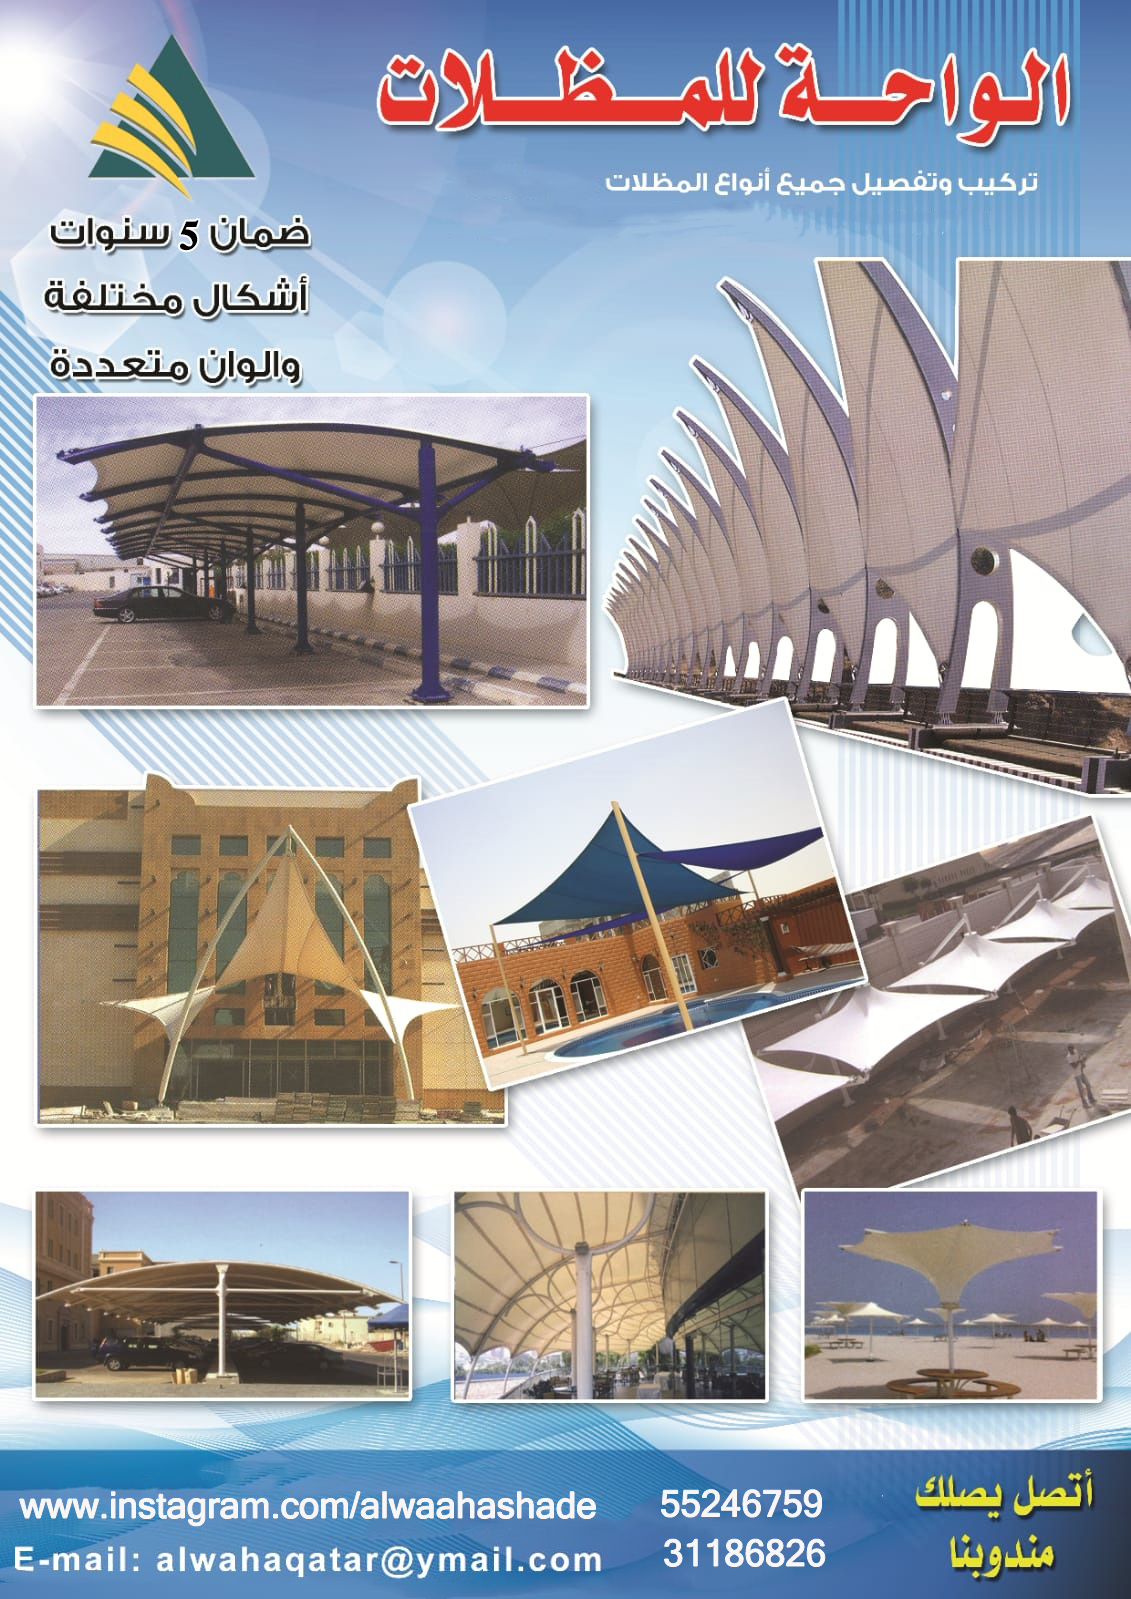 الواحة للمظلات
تركيب وتفصيل جميع أنواع المظلات
ضمان 5 سنوات
أشكال مختلفة
والوان متعددة
أتصل يصلك
مندوبنا
55246759
31186826
www.instagram.com/alwaahashade
E-mail: alwahaqatar@ymail.com